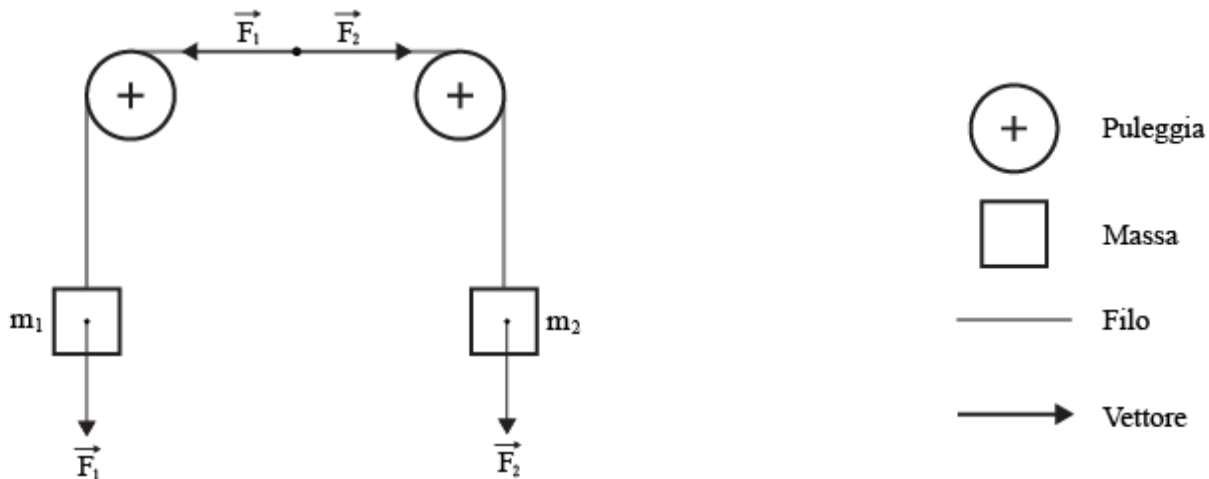 F₁ F₂
m₁
m₂
F₁
F₂
Puleggia
Massa
Filo
Vettore